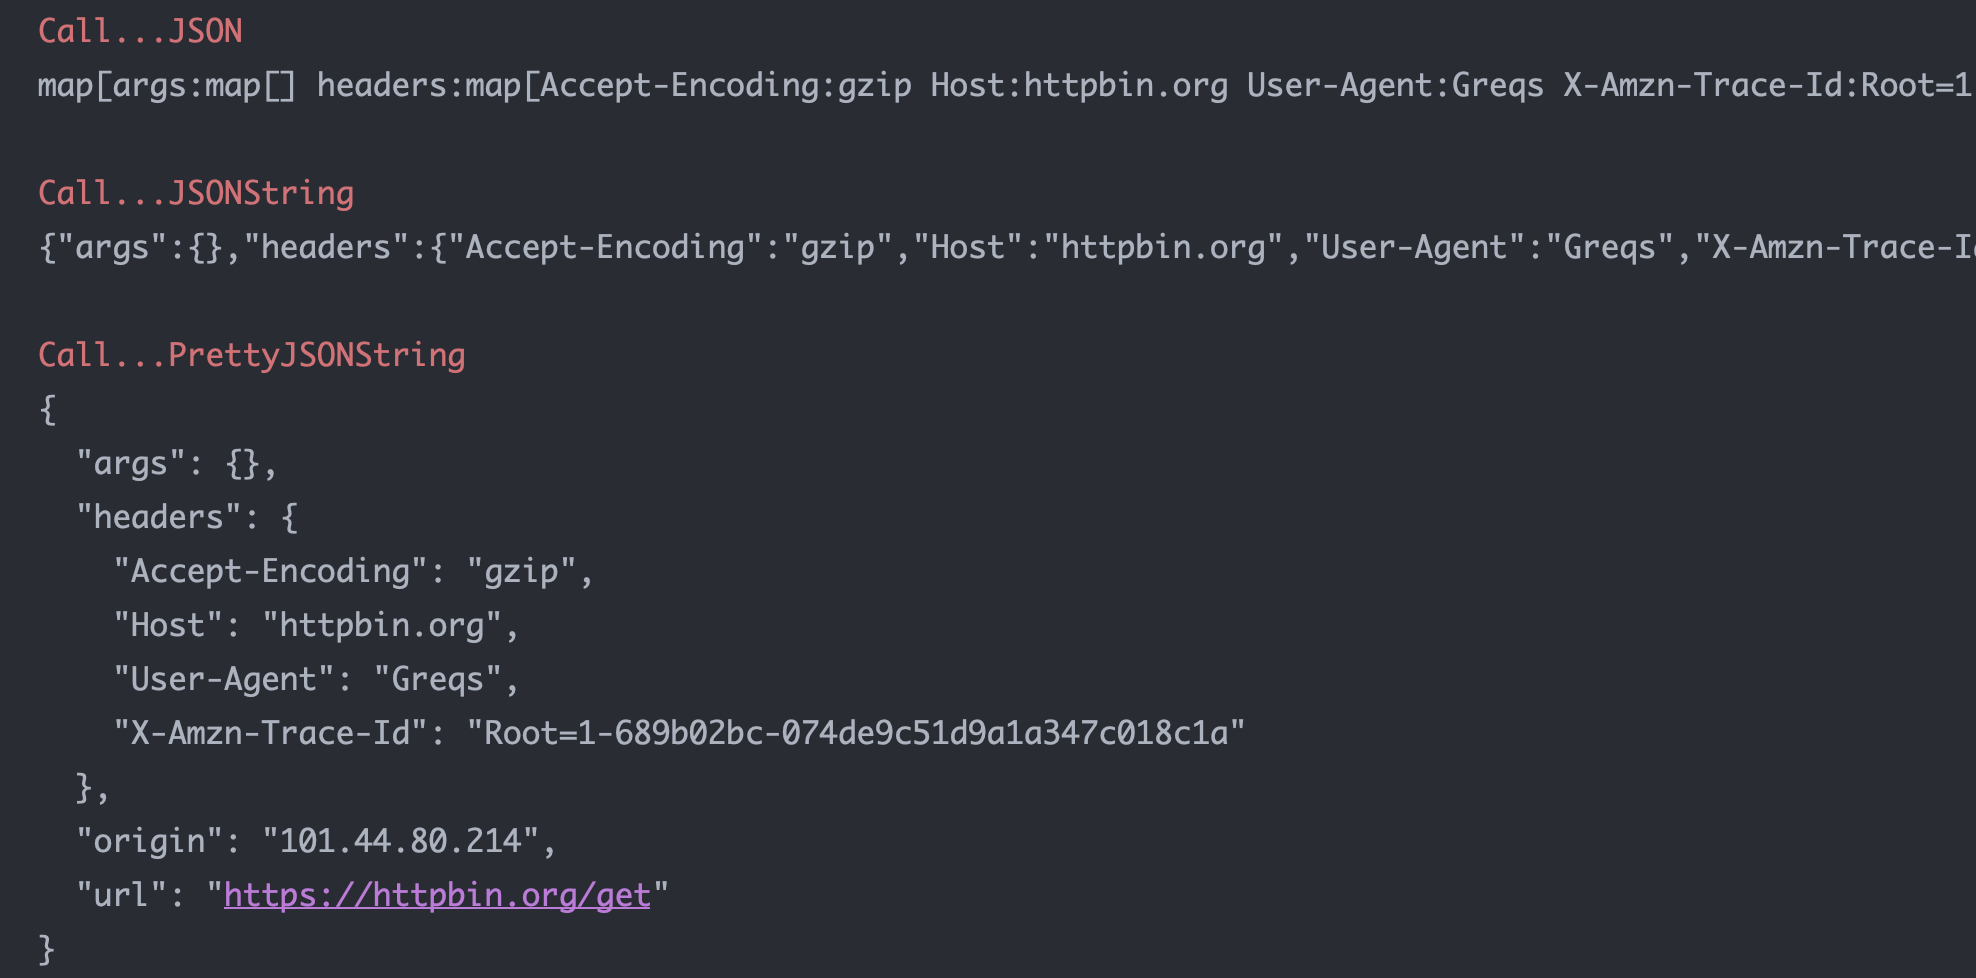 Call...JSON
map[args:map[] headers:map[Accept-Encoding:gzip Host:httpbin.org User-Agent:Greqs X-Amzn-Trace-Id:Root=1
Call...JSONString
{"args":{},"headers":{"Accept-Encoding":"gzip","Host":"httpbin.org","User-Agent":"Greqs","X-Amzn-Trace-Id
Call...PrettyJSONString
{
  "args": {},
  "headers": {
    "Accept-Encoding": "gzip",
    "Host": "httpbin.org",
    "User-Agent": "Greqs",
    "X-Amzn-Trace-Id": "Root=1-689b02bc-074de9c51d9a1a347c018c1a"
  },
  "origin": "101.44.80.214",
  "url": "https://httpbin.org/get"
}